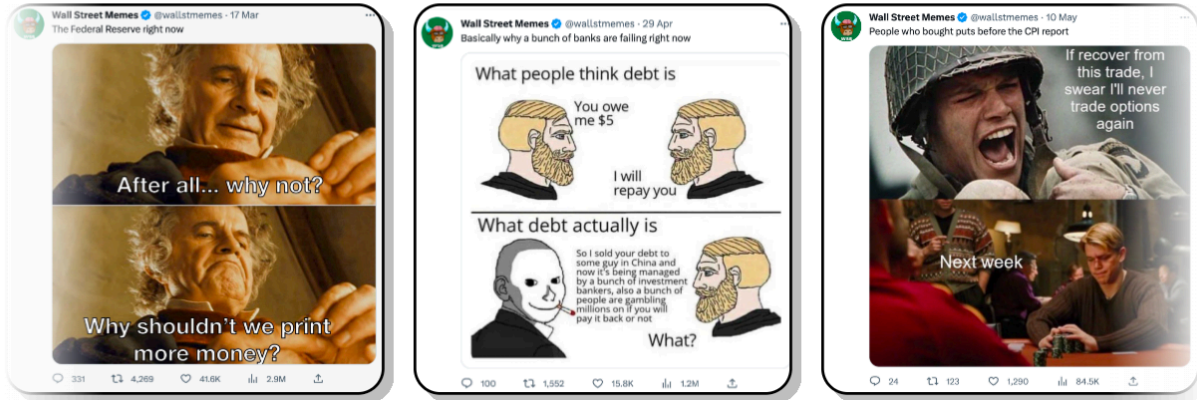 Wall Street Memes @wallstmemes · 17 Mar
The Federal Reserve right now
After all... why not?
Why shouldn't we print
more money?
331 4,269 41.6K 2.9M
Wall Street Memes @wallstmemes · 29 Apr
Basically why a bunch of banks are failing right now
What people think debt is
You owe
me $5
I will
repay you
What debt actually is
So I sold your debt to
some guy in China and
now it's being managed
by a bunch of investment
bankers, also a bunch of
people are gambling
millions on if you will
pay it back or not
What?
100 1,552 15.8K 1.2M
Wall Street Memes @wallstmemes · 10 May
People who bought puts before the CPI report
If recover from
this trade, I
swear I'll never
trade options
again
Next week
24 123 1,290 84.5K